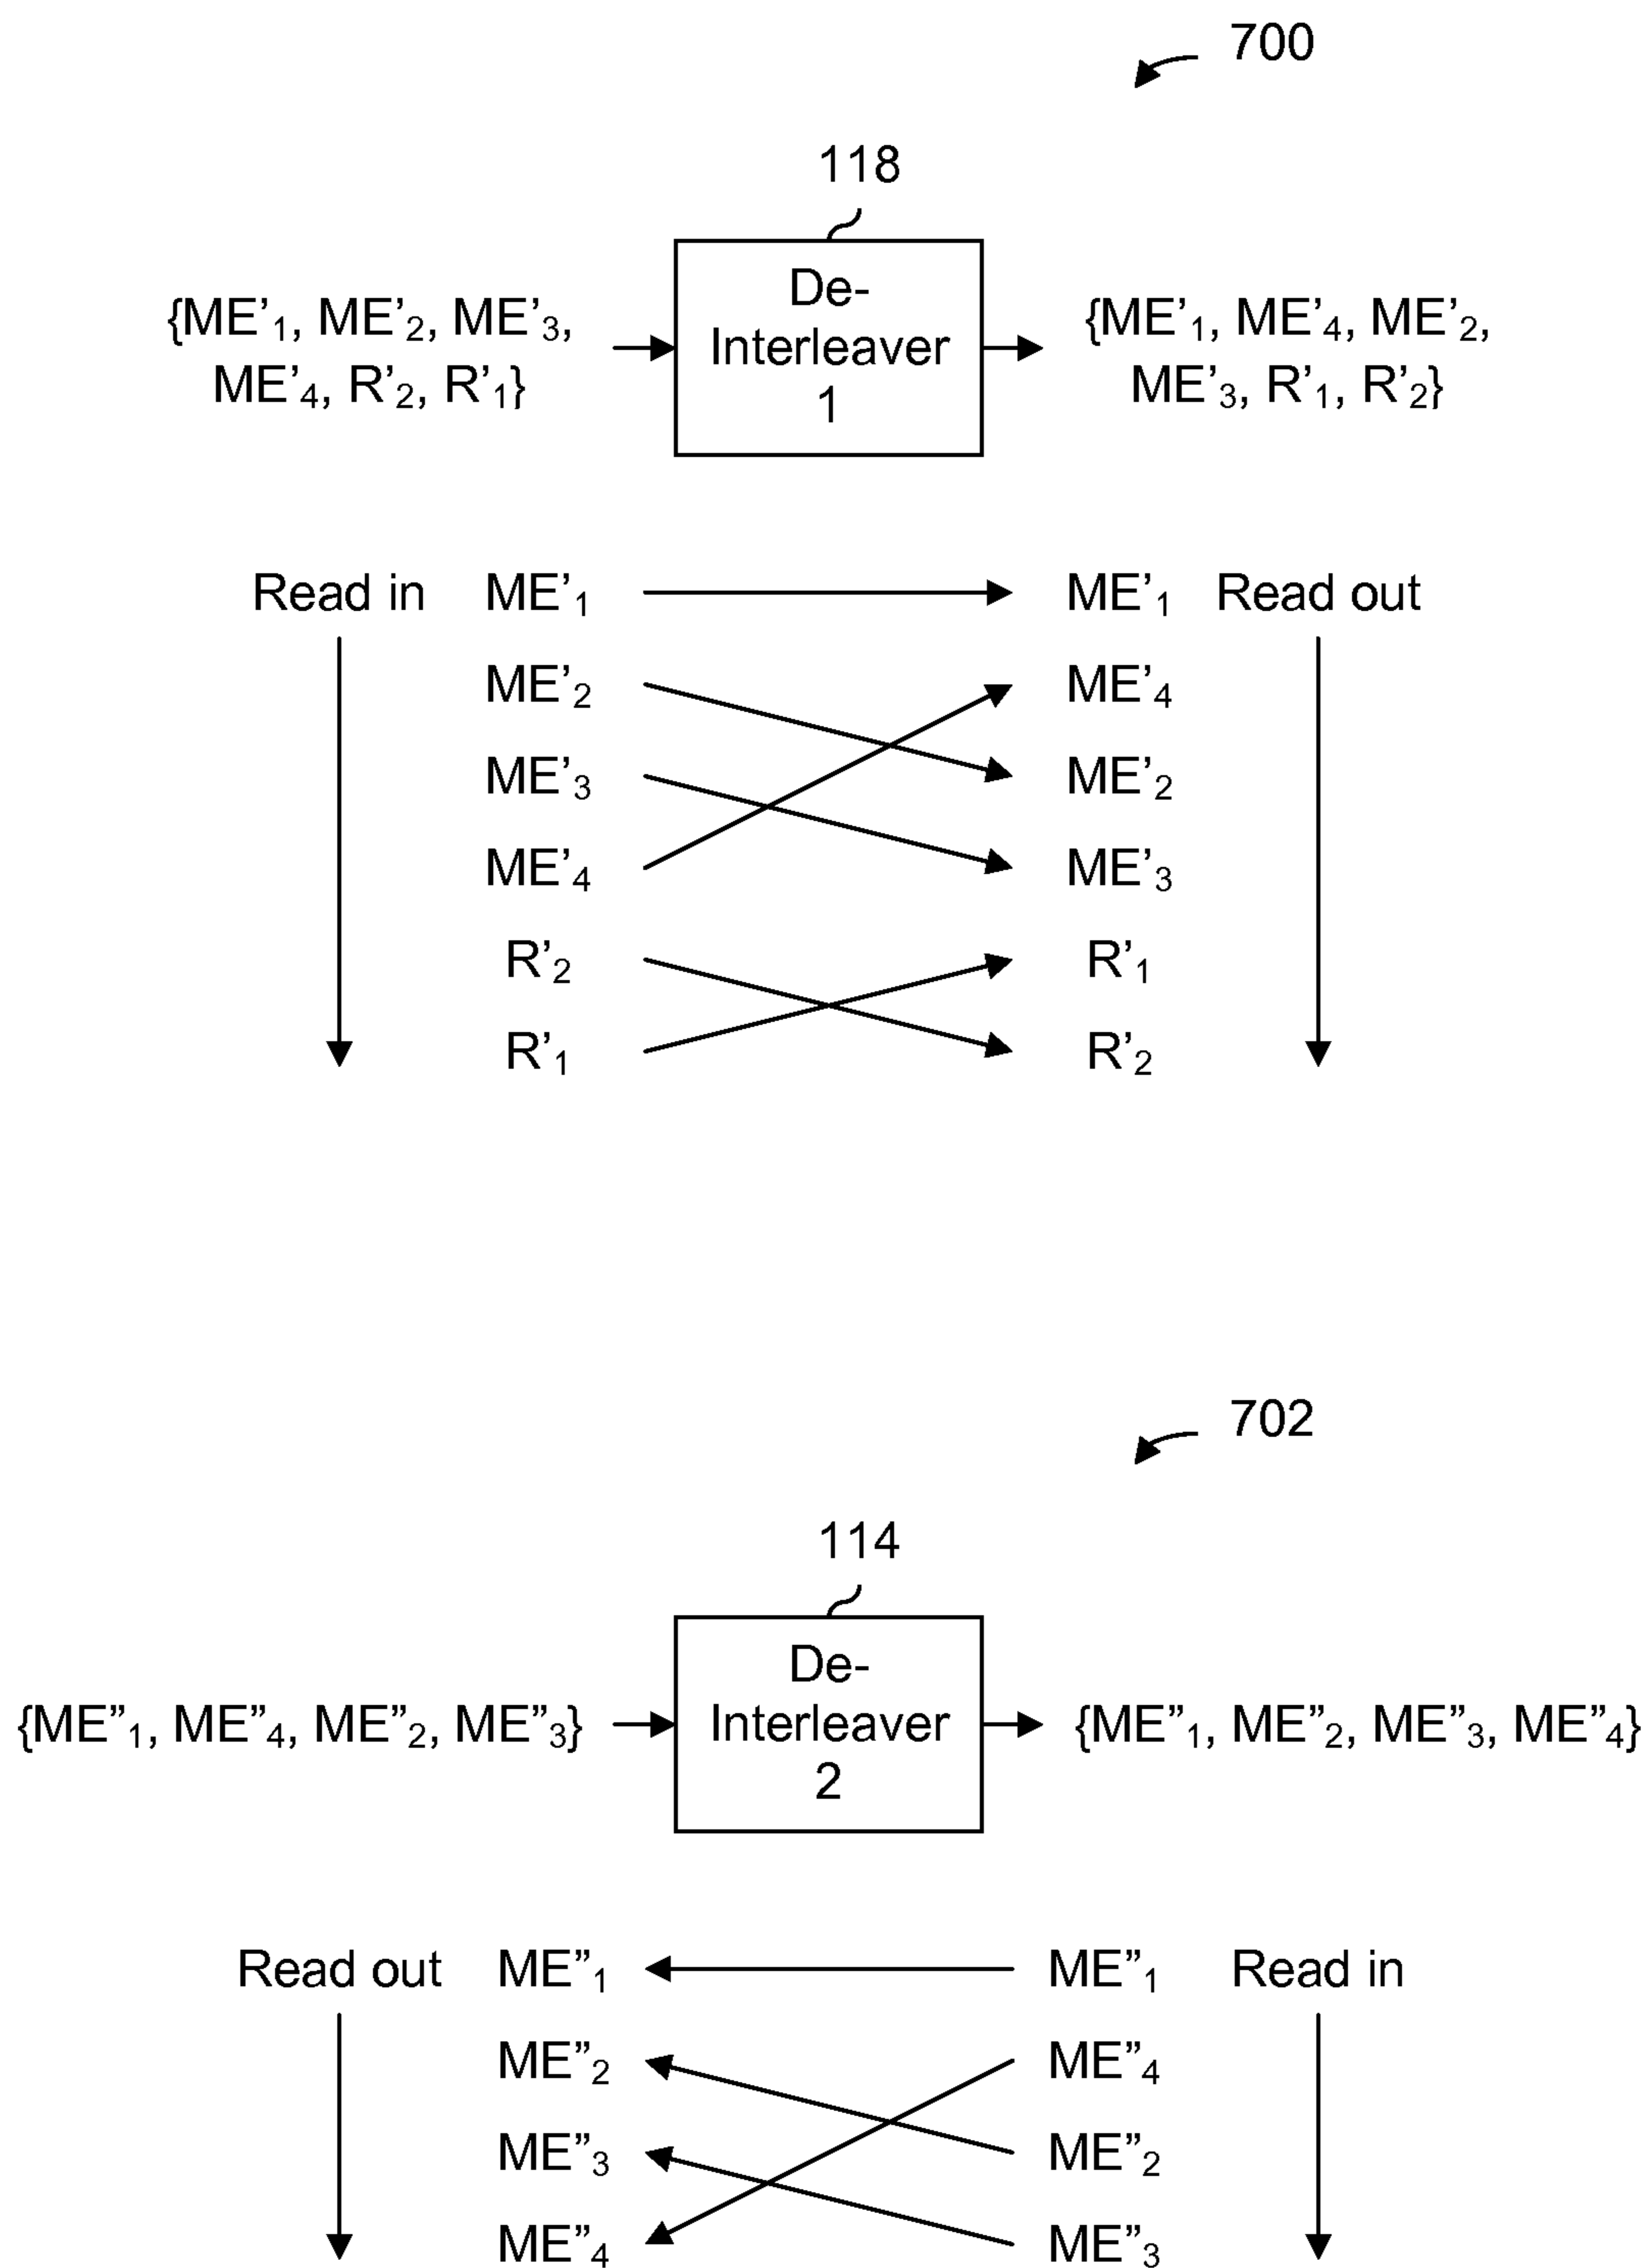 700
118
De-
Interleaver
1
{ME’₁, ME’₂, ME’₃,
ME’₄, R’₂, R’₁}
{ME’₁, ME’₄, ME’₂,
ME’₃, R’₁, R’₂}
Read in ME’₁ ME’₁ Read out
ME’₂ ME’₄
ME’₃ ME’₂
ME’₄ ME’₃
R’₂ R’₁
R’₁ R’₂
702
114
De-
Interleaver
2
{ME”₁, ME”₄, ME”₂, ME”₃}
{ME”₁, ME”₂, ME”₃, ME”₄}
Read out ME”₁ ME”₁ Read in
ME”₂ ME”₄
ME”₃ ME”₂
ME”₄ ME”₃